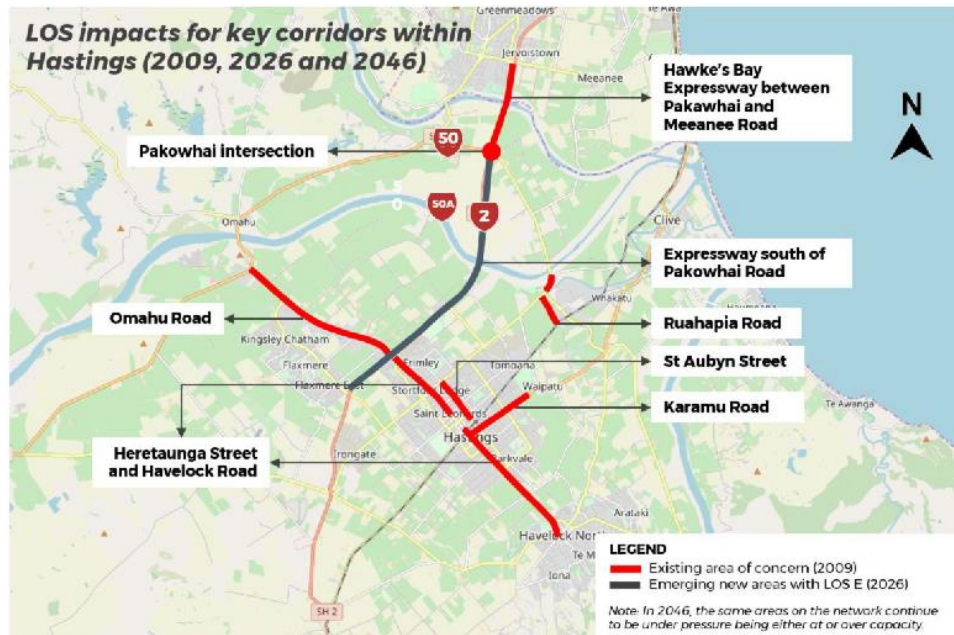 LOS impacts for key corridors within
Hastings (2009, 2026 and 2046)
Greenmeadows
Te Awa
Jervoistown
Meeanee
Hawke's Bay
Expressway between
Pakawhai and
Meeanee Road
N
Pakowhai intersection
50
50A
2
Omahu
Clive
Expressway south of
Pakowhai Road
Whakatu
Omahu Road
Ruahapia Road
Kingsley Chatham
Frimley
Tomoana
St Aubyn Street
Flaxmere
Flaxmere East
Stortford Lodge
Waipatu
Karamu Road
Te Awanga
Saint Leonards
Hastings
Heretaunga Street
and Havelock Road
Irongate
Parkvale
Arataki
Havelock North
Te M
Iona
SH 2
LEGEND
Existing area of concern (2009)
Emerging new areas with LOS E (2026)
Note: In 2046, the same areas on the network continue
to be under pressure being either at or over capacity.